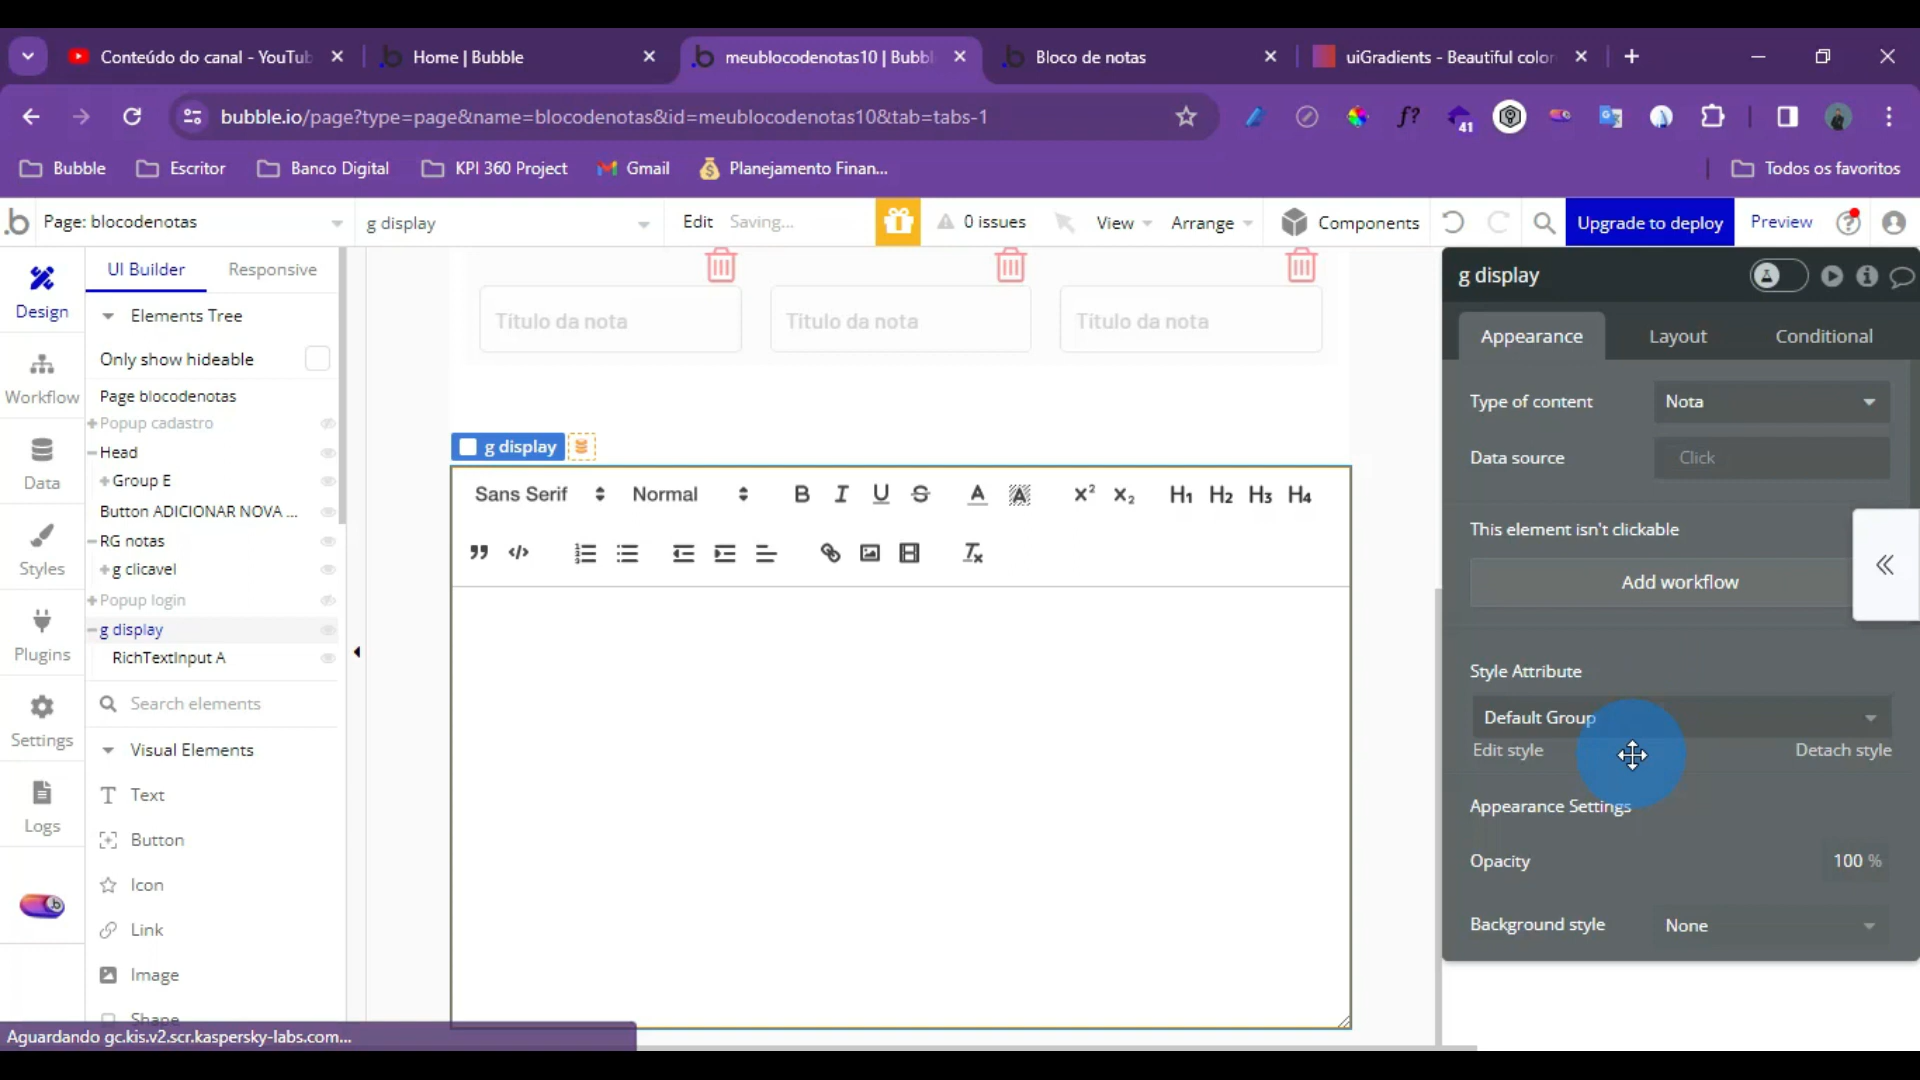 Conteúdo do canal - YouTub
Home | Bubble
meublocodenotas10 | Bubbl
Bloco de notas
uiGradients - Beautiful color
bubble.io/page?type=page&name=blocodenotas&id=meublocodenotas10&tab=tabs-1
f?
41
Bubble
Escritor
Banco Digital
KPI 360 Project
Gmail
Planejamento Finan...
Todos os favoritos
Page: blocodenotas
g display
Edit
Saving...
0 issues
View
Arrange
Components
Upgrade to deploy
Preview
Design
Workflow
Data
Styles
Plugins
Settings
Logs
UI Builder
Responsive
Elements Tree
Only show hideable
Page blocodenotas
Popup cadastro
Head
Group E
Button ADICIONAR NOVA ...
RG notas
g clicavel
Popup login
g display
RichTextInput A
Search elements
Visual Elements
Text
Button
Icon
Link
Image
Shape
Aguardando gc.kis.v2.scr.kaspersky-labs.com...
Título da nota
Título da nota
Título da nota
g display
Sans Serif
Normal
B I U S A A X² X₂ H1 H2 H3 H4
g display
Appearance
Layout
Conditional
Type of content
Nota
Data source
Click
This element isn't clickable
Add workflow
Style Attribute
Default Group
Edit style
Detach style
Appearance Settings
Opacity
100 %
Background style
None